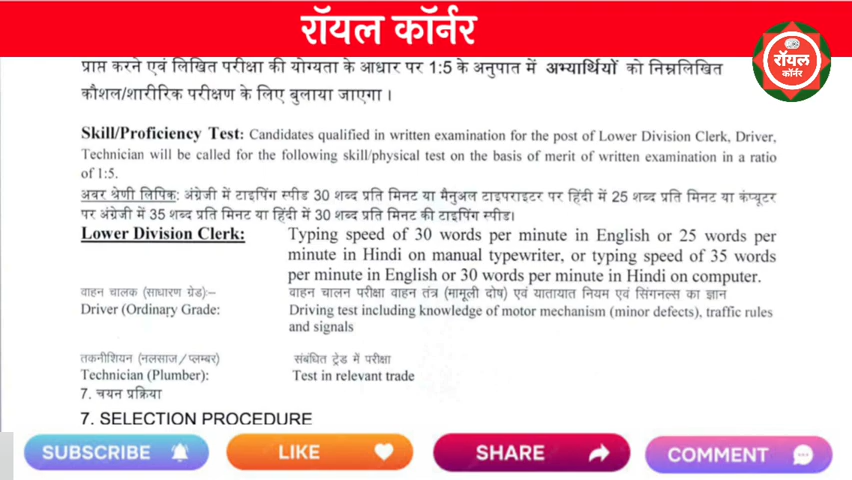 रॉयल कॉर्नर
रॉयल
कॉर्नर
प्राप्त करने एवं लिखित परीक्षा की योग्यता के आधार पर 1:5 के अनुपात में अभ्यार्थियों को निम्नलिखित
कौशल/शारीरिक परीक्षण के लिए बुलाया जाएगा।
Skill/Proficiency Test: Candidates qualified in written examination for the post of Lower Division Clerk, Driver,
Technician will be called for the following skill/physical test on the basis of merit of written examination in a ratio
of 1:5.
अवर श्रेणी लिपिक: अंग्रेजी में टाइपिंग स्पीड 30 शब्द प्रति मिनट या मैनुअल टाइपराइटर पर हिंदी में 25 शब्द प्रति मिनट या कंप्यूटर
पर अंग्रेजी में 35 शब्द प्रति मिनट या हिंदी में 30 शब्द प्रति मिनट की टाइपिंग स्पीड।
Lower Division Clerk: Typing speed of 30 words per minute in English or 25 words per
minute in Hindi on manual typewriter, or typing speed of 35 words
per minute in English or 30 words per minute in Hindi on computer.
वाहन चालक (साधारण ग्रेड):– वाहन चालन परीक्षा वाहन तंत्र (मामूली दोष) एवं यातायात नियम एवं सिंगनल्स का ज्ञान
Driver (Ordinary Grade: Driving test including knowledge of motor mechanism (minor defects), traffic rules
and signals
तकनीशियन (नलसाज/प्लम्बर) संबंधित ट्रेड में परीक्षा
Technician (Plumber): Test in relevant trade
7. चयन प्रक्रिया
7. SELECTION PROCEDURE
SUBSCRIBE LIKE SHARE COMMENT